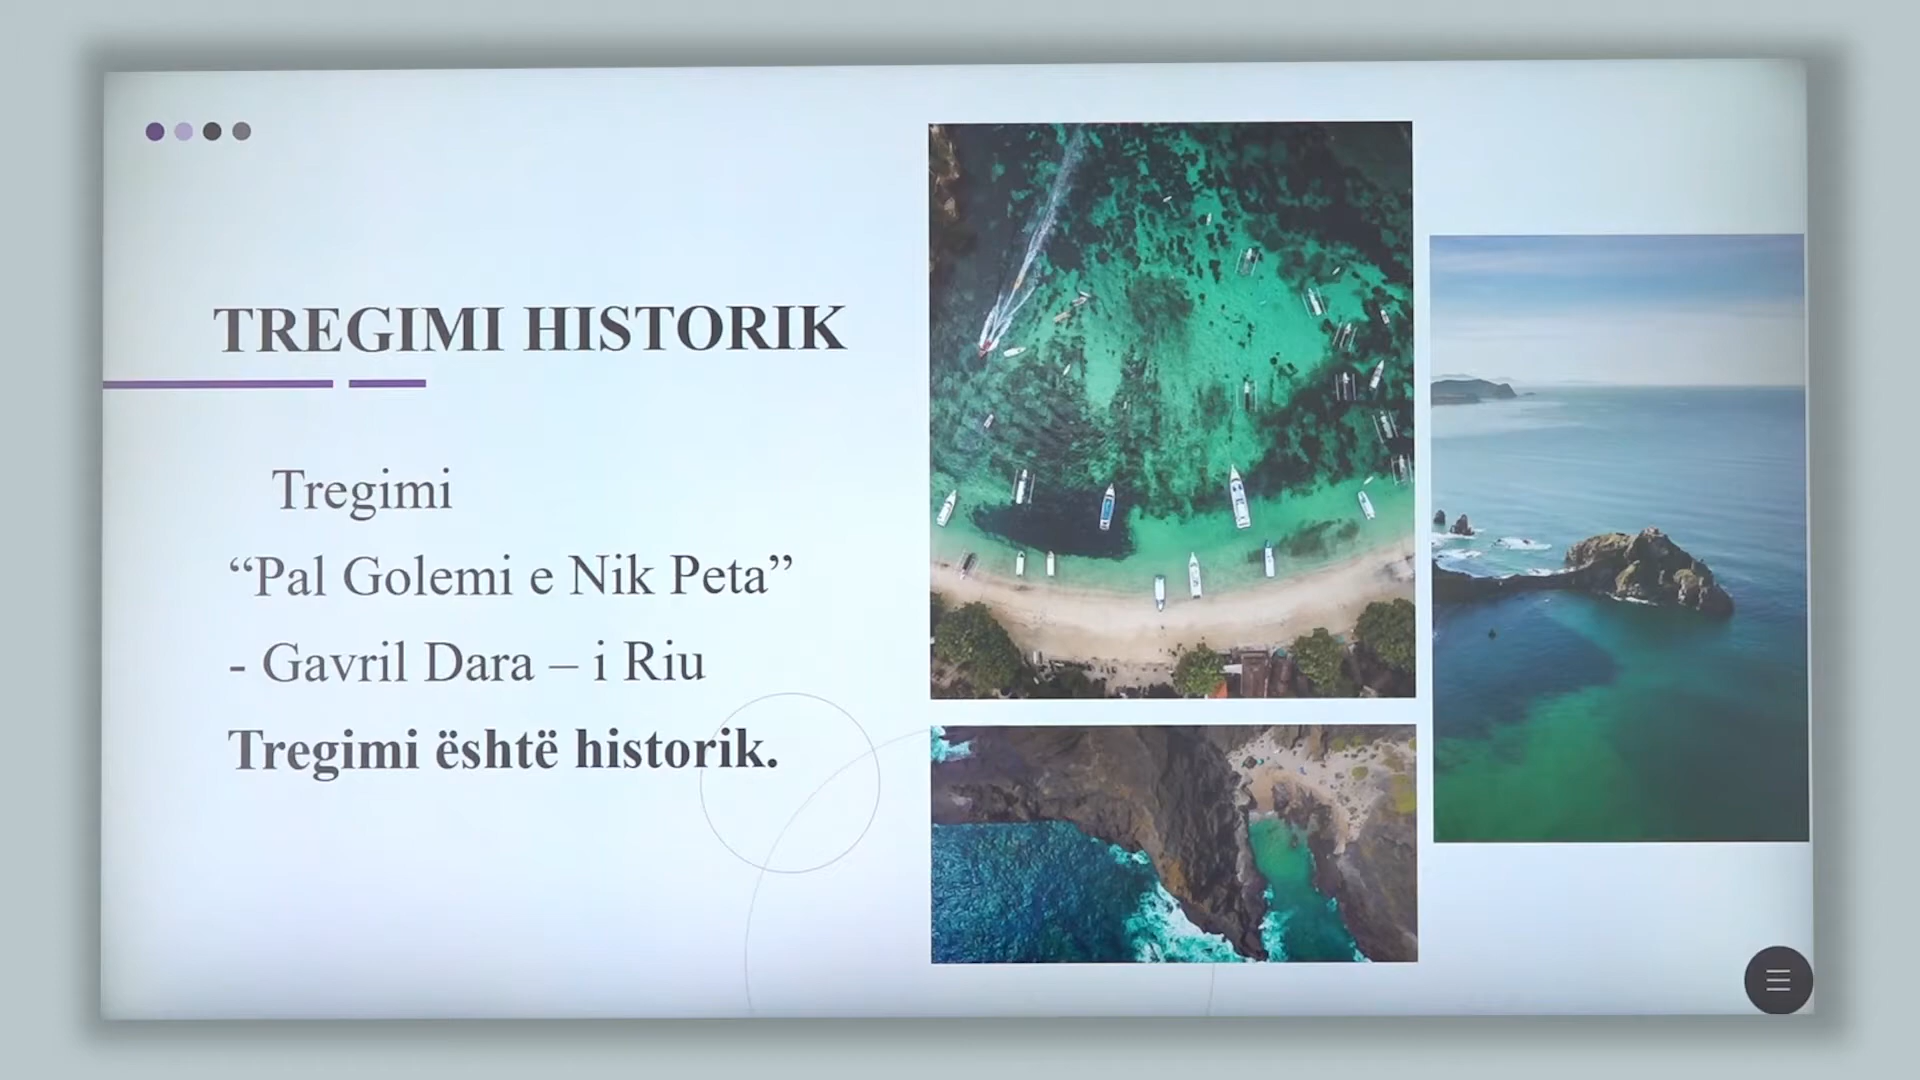 TREGIMI HISTORIK
Tregimi
“Pal Golemi e Nik Peta”
- Gavril Dara – i Riu
Tregimi është historik.